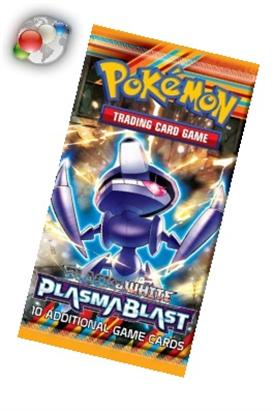 Pokémon
TRADING CARD GAME
BLACK & WHITE
PLASMA BLAST
10 ADDITIONAL GAME CARDS